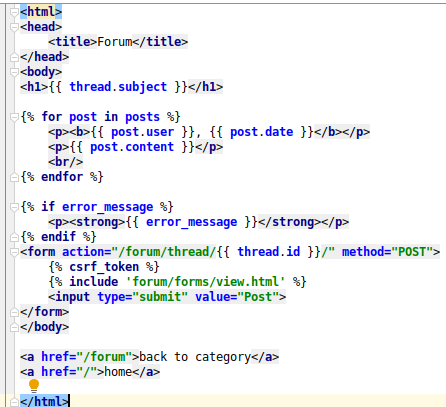 <html>
<head>
    <title>Forum</title>
</head>
<body>
<h1>{{ thread.subject }}</h1>

{% for post in posts %}
    <p><b>{{ post.user }}, {{ post.date }}</b></p>
    <p>{{ post.content }}</p>
    <br/>
{% endfor %}

{% if error_message %}
    <p><strong>{{ error_message }}</strong></p>
{% endif %}
<form action="/forum/thread/{{ thread.id }}/" method="POST">
    {% csrf_token %}
    {% include 'forum/forms/view.html' %}
    <input type="submit" value="Post">
</form>
</body>

<a href="/forum">back to category</a>
<a href="/">home</a>

</html>